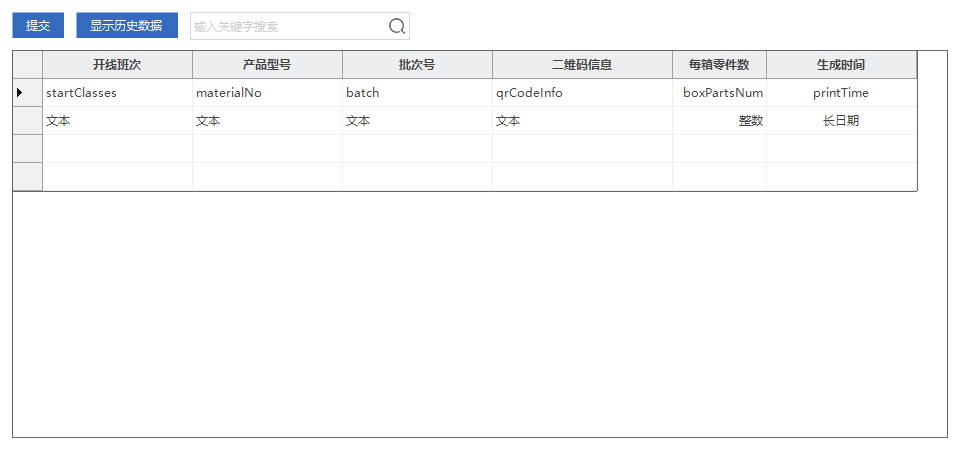 提交 显示历史数据 输入关键字搜索
开线班次 产品型号 批次号 二维码信息 每箱零件数 生成时间
startClasses materialNo batch qrCodeInfo boxPartsNum printTime
文本 文本 文本 文本 整数 长日期